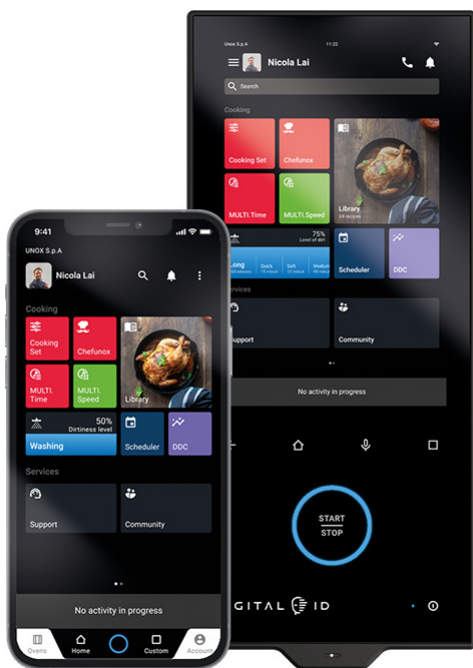 Unox S.p.A
11:22
Nicola Lai
Search
Cooking
Cooking Set
Chefunox
MULTI.Time
MULTI.Speed
Library
24 recipes
75%
Level of dirt
Long
Quick
Soft
Medium
Scheduler
DDC
Services
Support
Community
No activity in progress
START
STOP
GITAL ID
9:41
UNOX S.p.A
Nicola Lai
Cooking
Cooking
Set
Chefunox
MULTI.
Time
MULTI.
Speed
Library
50%
Dirtiness level
Washing
Scheduler
DDC
Services
Support
Community
No activity in progress
Ovens
Home
Custom
Account